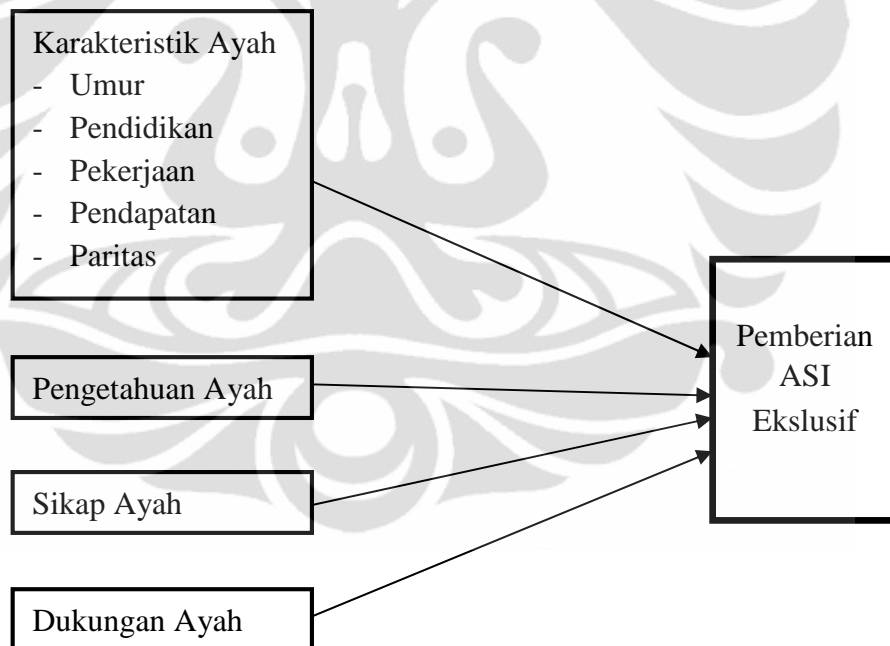 Karakteristik Ayah
- Umur
- Pendidikan
- Pekerjaan
- Pendapatan
- Paritas
Pengetahuan Ayah
Sikap Ayah
Dukungan Ayah
Pemberian
ASI
Ekslusif